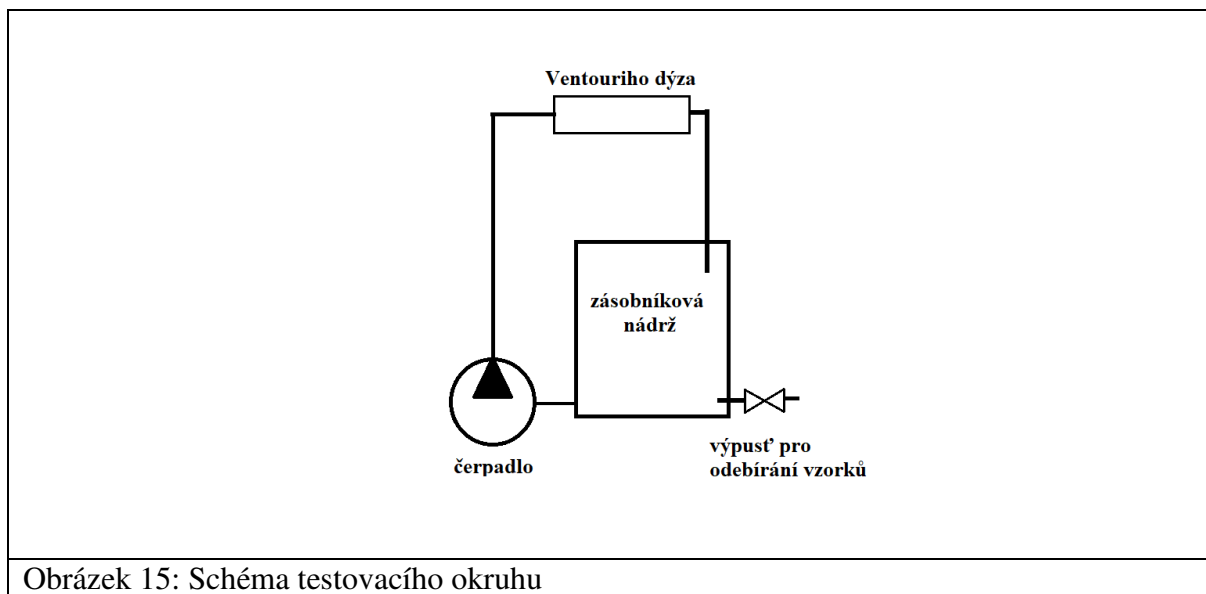 Ventouriho dýza
zásobníková
nádrž
čerpadlo
výpusť pro
odebírání vzorků
Obrázek 15: Schéma testovacího okruhu